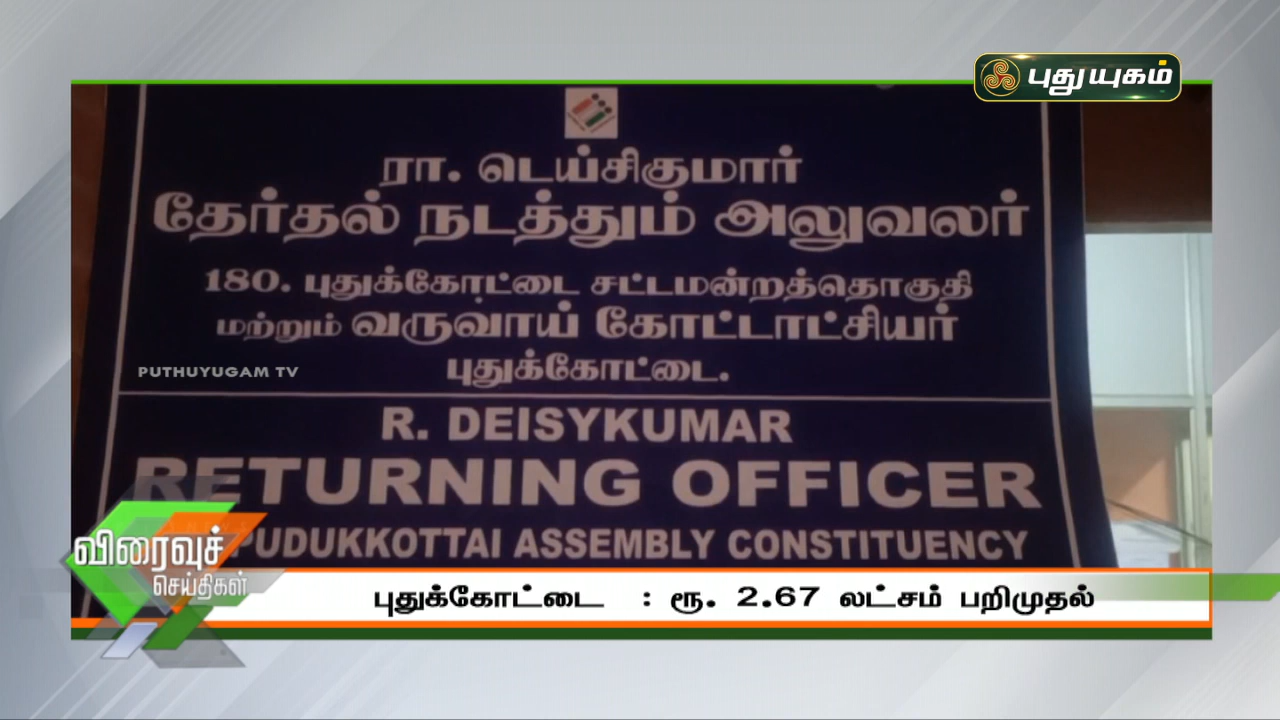 புதுயுகம்
ரா. டெய்சிகுமார்
தேர்தல் நடத்தும் அலுவலர்
180. புதுக்கோட்டை சட்டமன்றத்தொகுதி
மற்றும் வருவாய் கோட்டாட்சியர்
புதுக்கோட்டை.
PUTHUYUGAM TV
R. DEISYKUMAR
RETURNING OFFICER
PUDUKKOTTAI ASSEMBLY CONSTITUENCY
விரைவுச்
செய்திகள்
புதுக்கோட்டை : ரூ. 2.67 லட்சம் பறிமுதல்